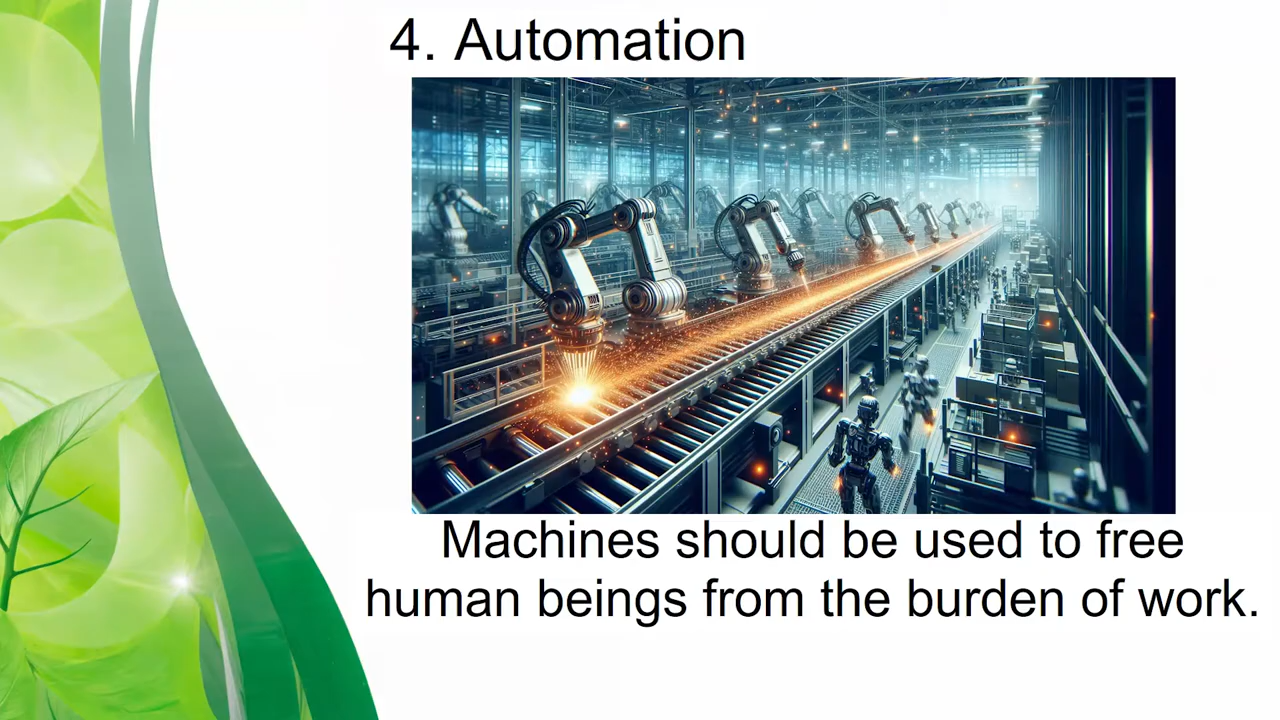 4. Automation
Machines should be used to free
human beings from the burden of work.